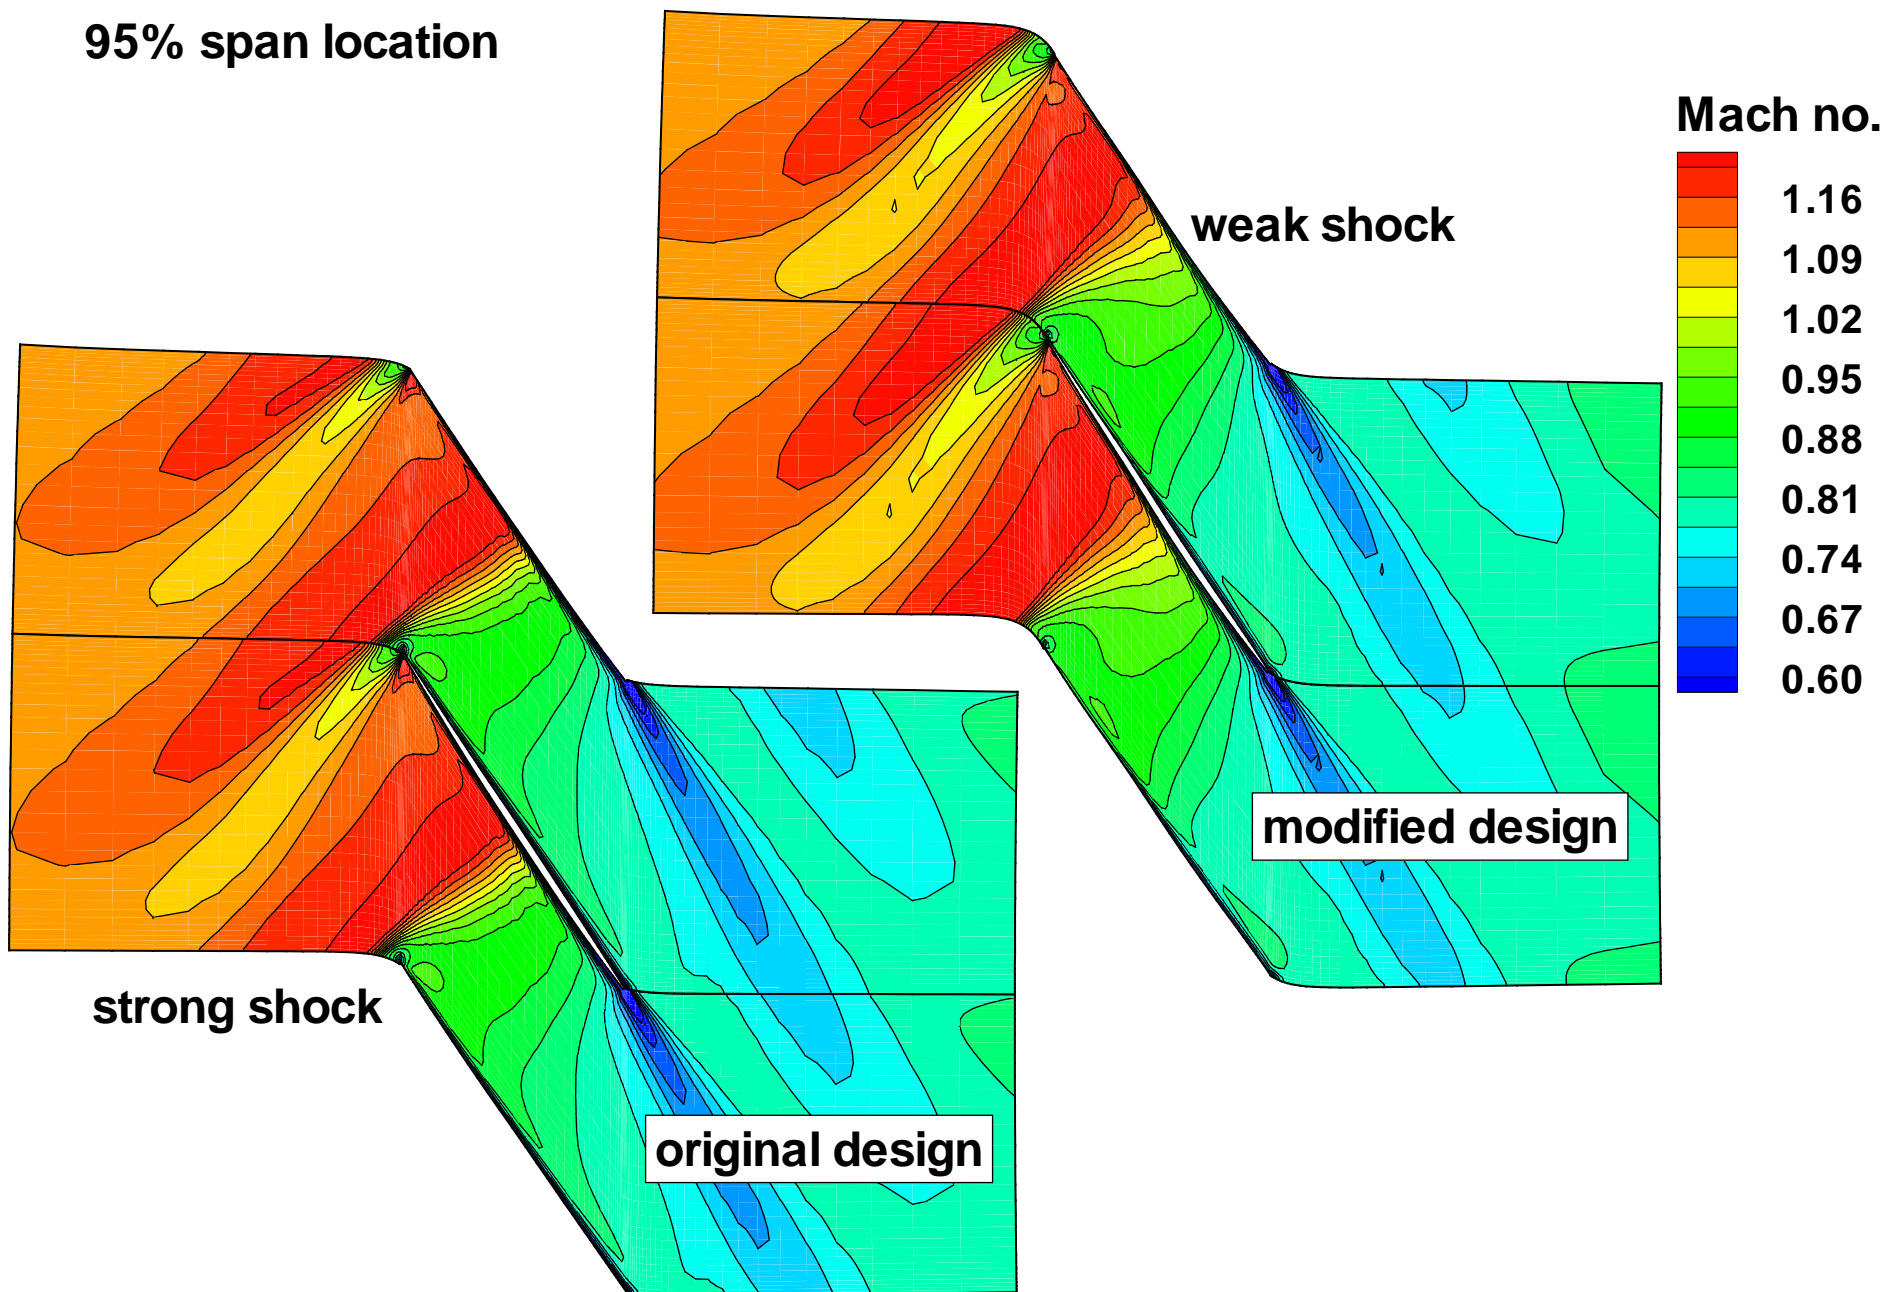 95% span location
Mach no.
1.16
1.09
1.02
0.95
0.88
0.81
0.74
0.67
0.60
weak shock
modified design
strong shock
original design